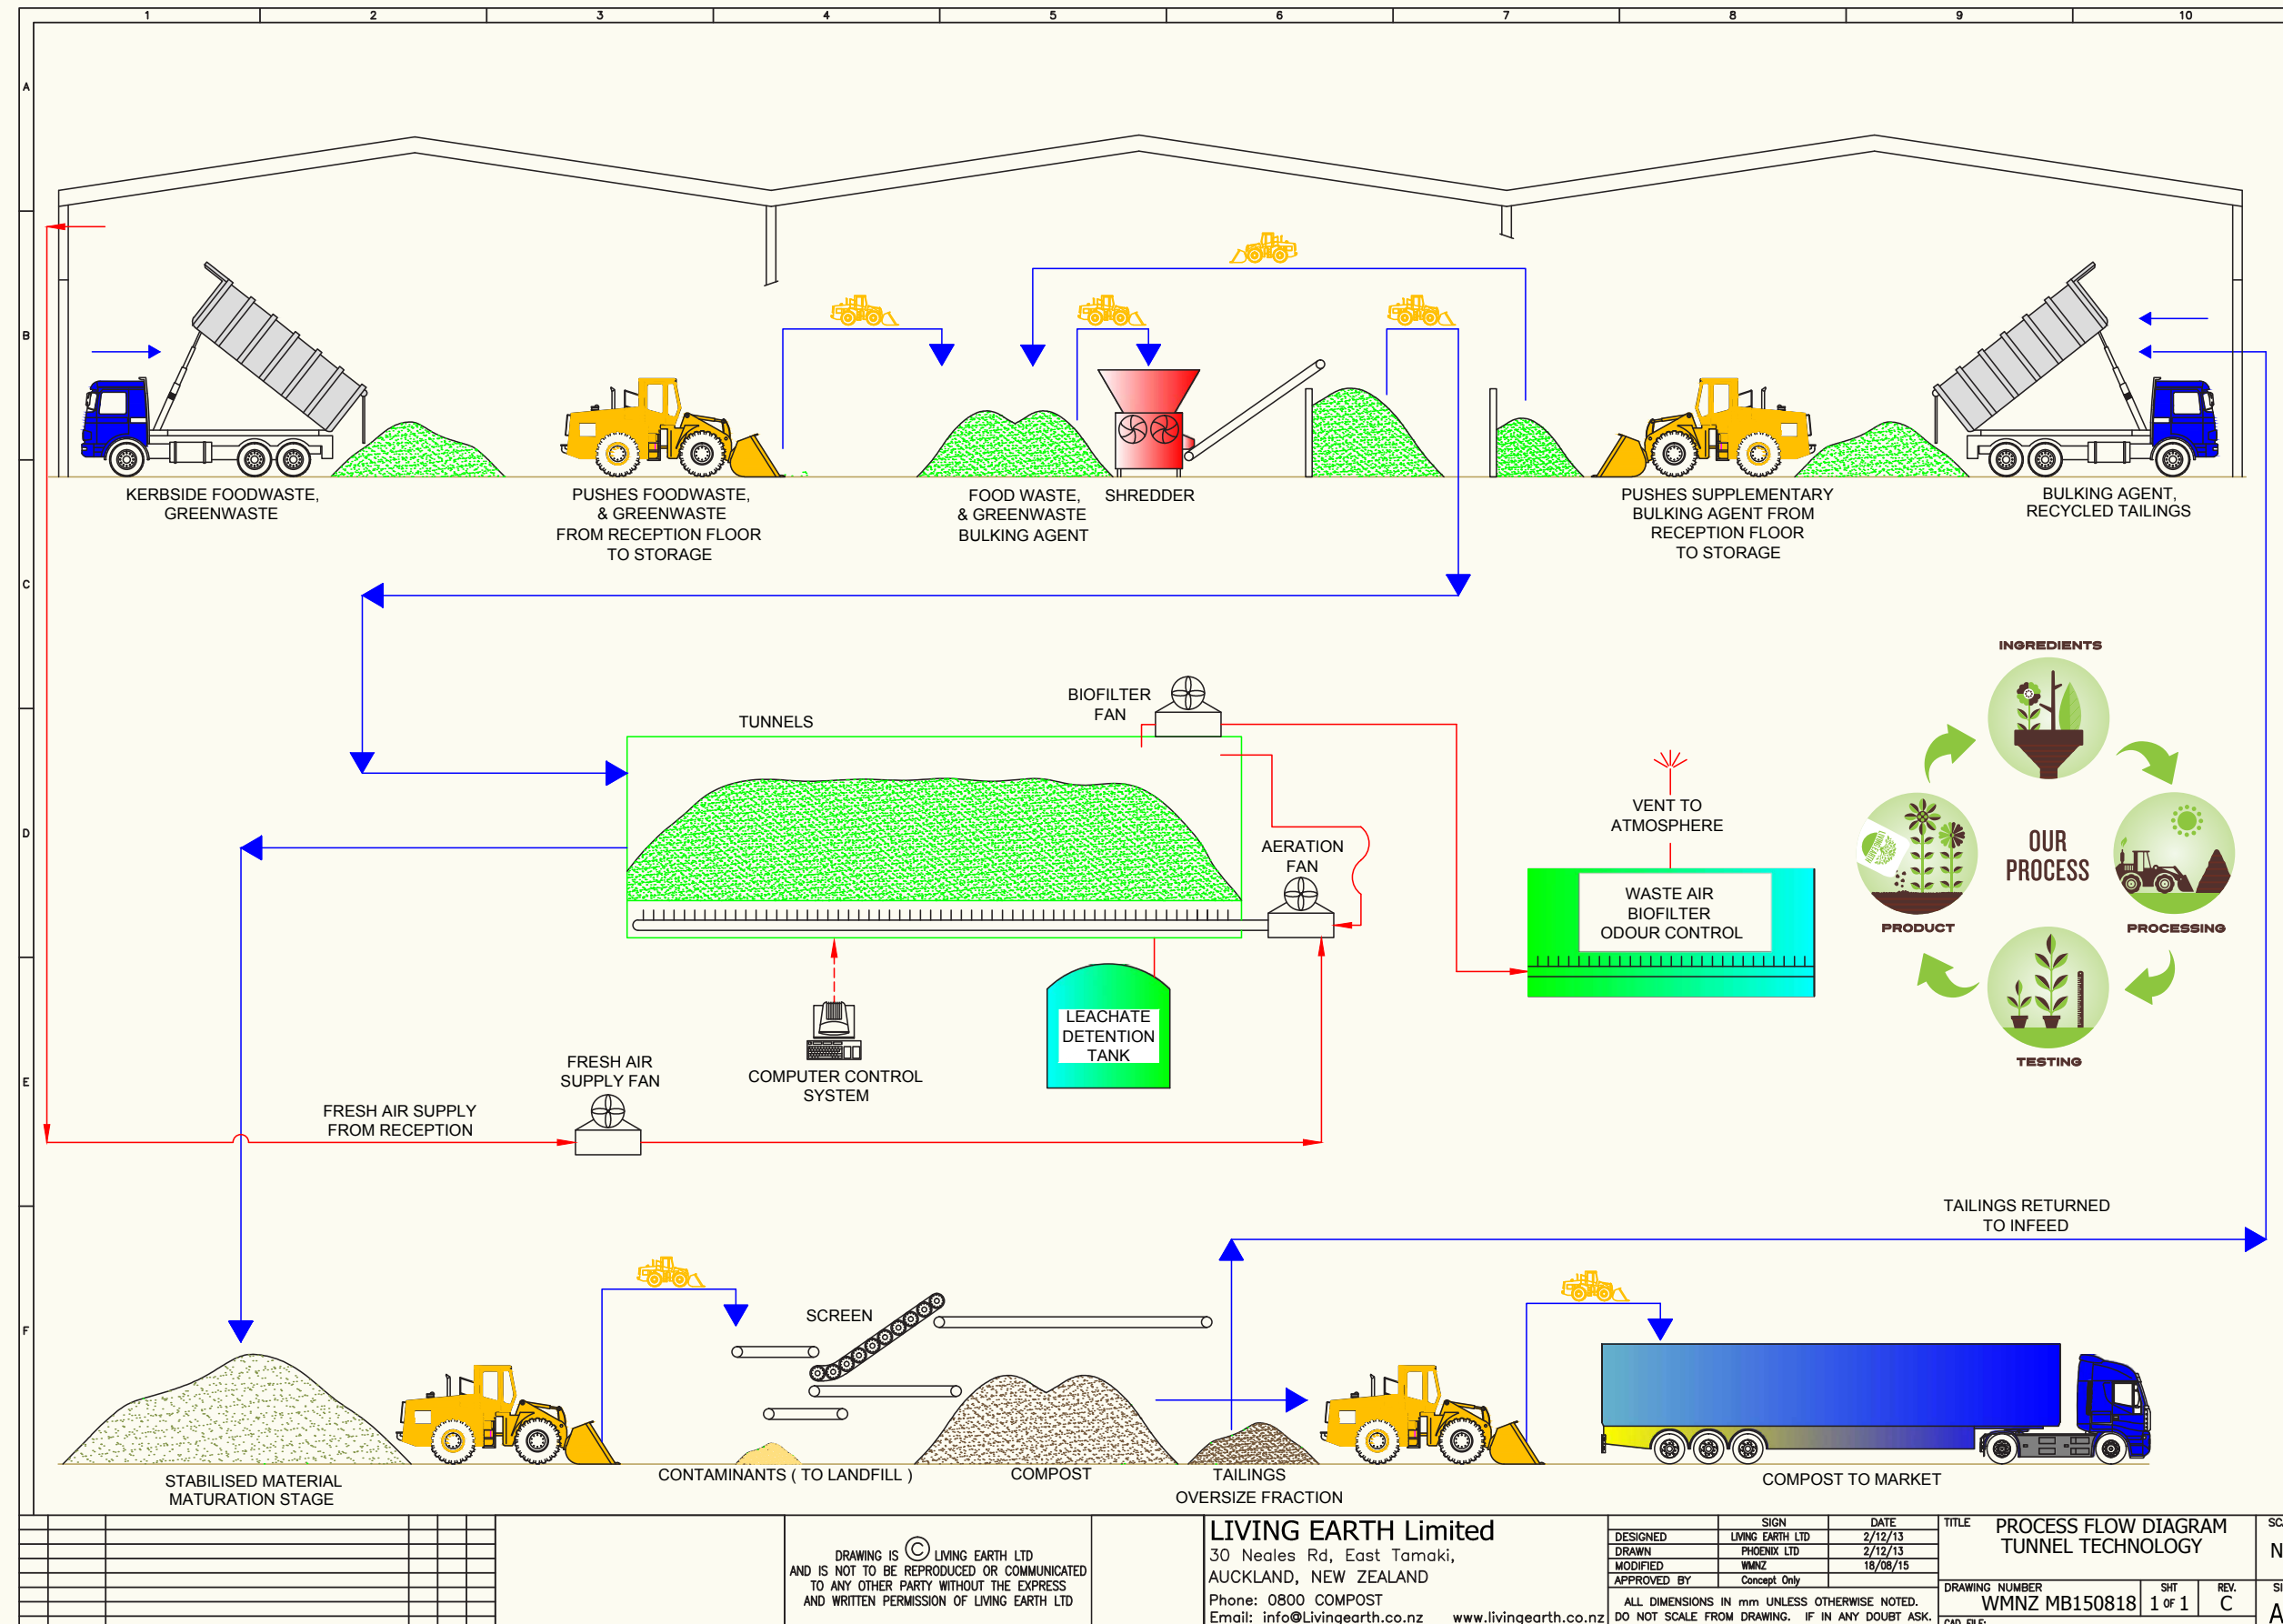 1 2 3 4 5 6 7 8 9 10
A
B
C
D
E
F
KERBSIDE FOODWASTE,
GREENWASTE
PUSHES FOODWASTE,
& GREENWASTE
FROM RECEPTION FLOOR
TO STORAGE
FOOD WASTE,
& GREENWASTE
BULKING AGENT
SHREDDER
PUSHES SUPPLEMENTARY
BULKING AGENT FROM
RECEPTION FLOOR
TO STORAGE
BULKING AGENT,
RECYCLED TAILINGS
TUNNELS
BIOFILTER
FAN
AERATION
FAN
VENT TO
ATMOSPHERE
WASTE AIR
BIOFILTER
ODOUR CONTROL
INGREDIENTS
OUR
PROCESS
PRODUCT
PROCESSING
TESTING
LEACHATE
DETENTION
TANK
COMPUTER CONTROL
SYSTEM
FRESH AIR
SUPPLY FAN
FRESH AIR SUPPLY
FROM RECEPTION
TAILINGS RETURNED
TO INFEED
SCREEN
STABILISED MATERIAL
MATURATION STAGE
CONTAMINANTS ( TO LANDFILL )
COMPOST
TAILINGS
OVERSIZE FRACTION
COMPOST TO MARKET
DRAWING IS © LIVING EARTH LTD
AND IS NOT TO BE REPRODUCED OR COMMUNICATED
TO ANY OTHER PARTY WITHOUT THE EXPRESS
AND WRITTEN PERMISSION OF LIVING EARTH LTD
LIVING EARTH Limited
30 Neales Rd, East Tamaki,
AUCKLAND, NEW ZEALAND
Phone: 0800 COMPOST
Email: info@Livingearth.co.nz www.livingearth.co.nz
SIGN DATE
DESIGNED LIVING EARTH LTD 2/12/13
DRAWN PHOENIX LTD 2/12/13
MODIFIED WMNZ 18/08/15
APPROVED BY Concept Only
ALL DIMENSIONS IN mm UNLESS OTHERWISE NOTED.
DO NOT SCALE FROM DRAWING. IF IN ANY DOUBT ASK.
TITLE PROCESS FLOW DIAGRAM
TUNNEL TECHNOLOGY
DRAWING NUMBER
WMNZ MB150818
SHT
1 OF 1
REV.
C
CAD FILE: